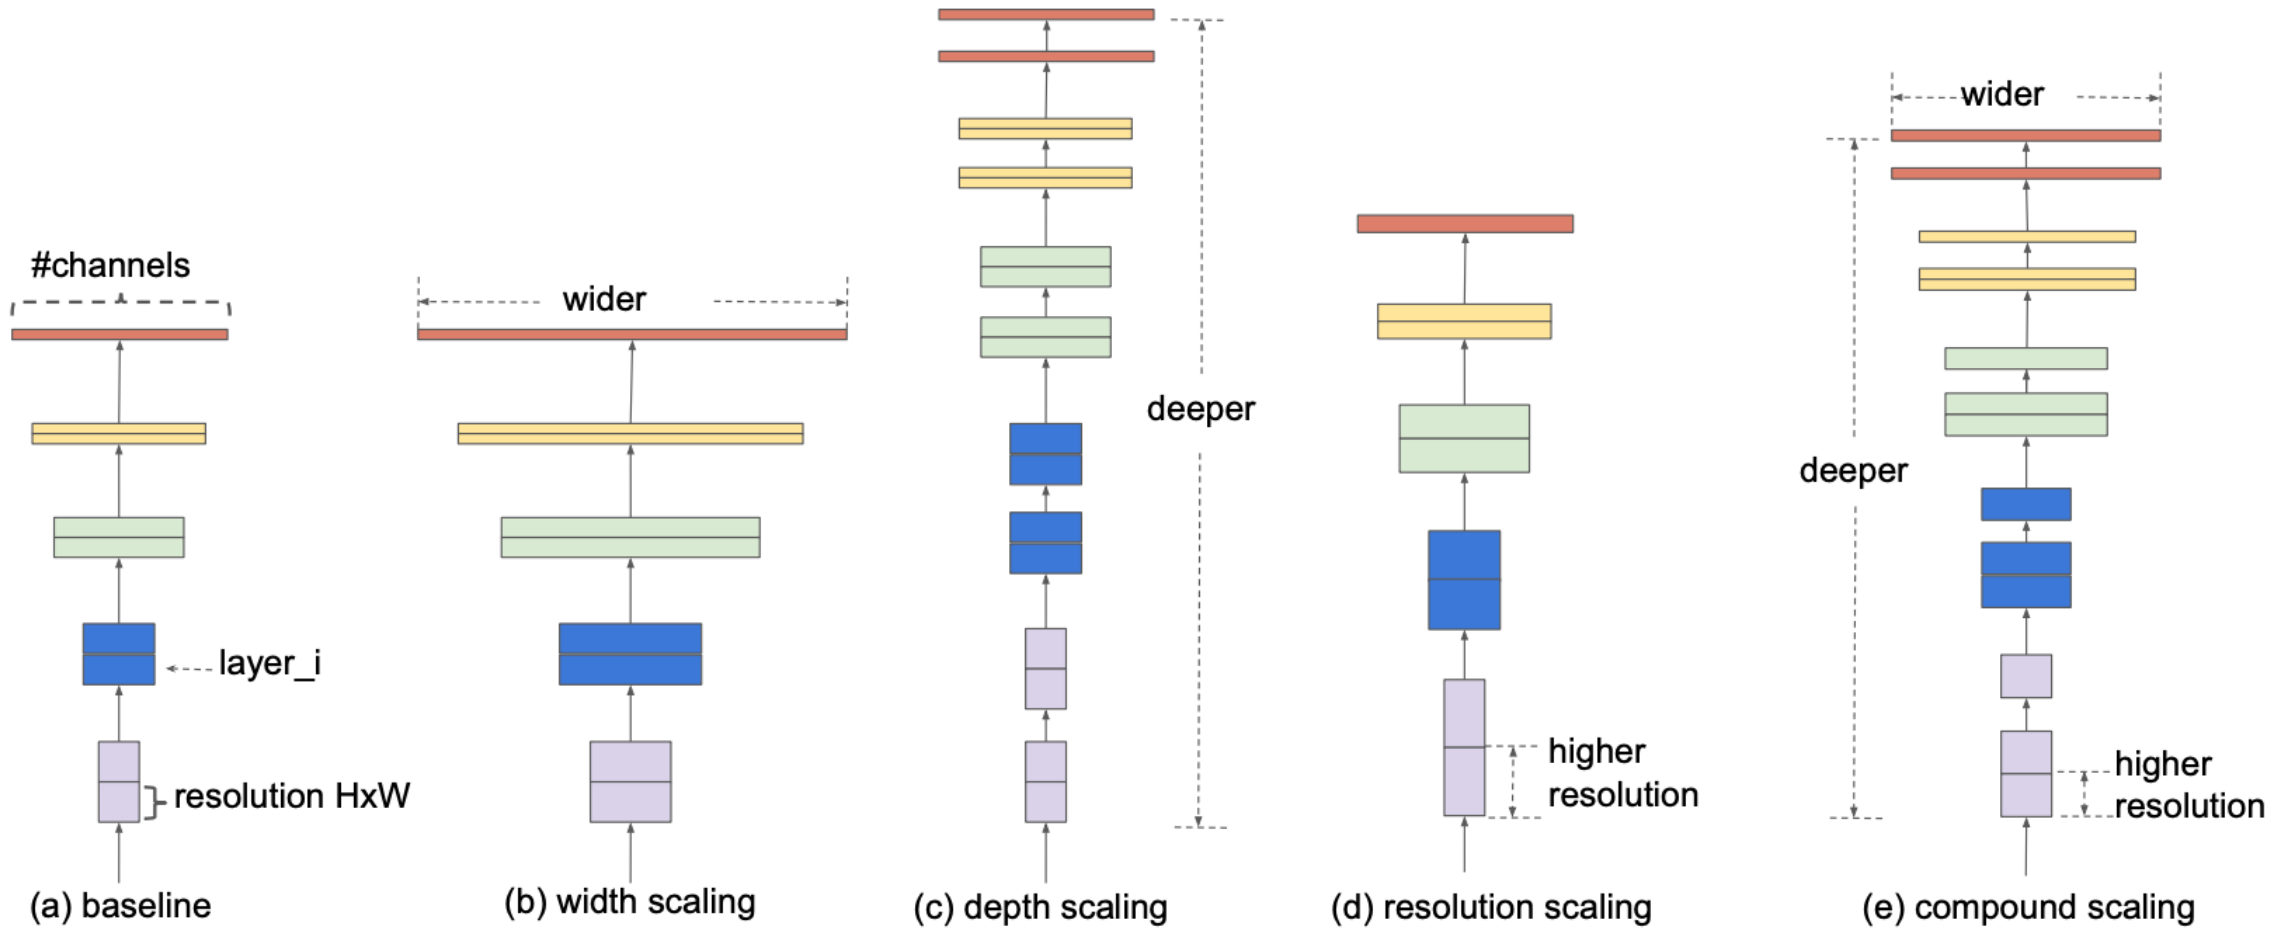 #channels
layer_i
resolution HxW
(a) baseline
wider
(b) width scaling
deeper
(c) depth scaling
higher
resolution
(d) resolution scaling
wider
deeper
higher
resolution
(e) compound scaling